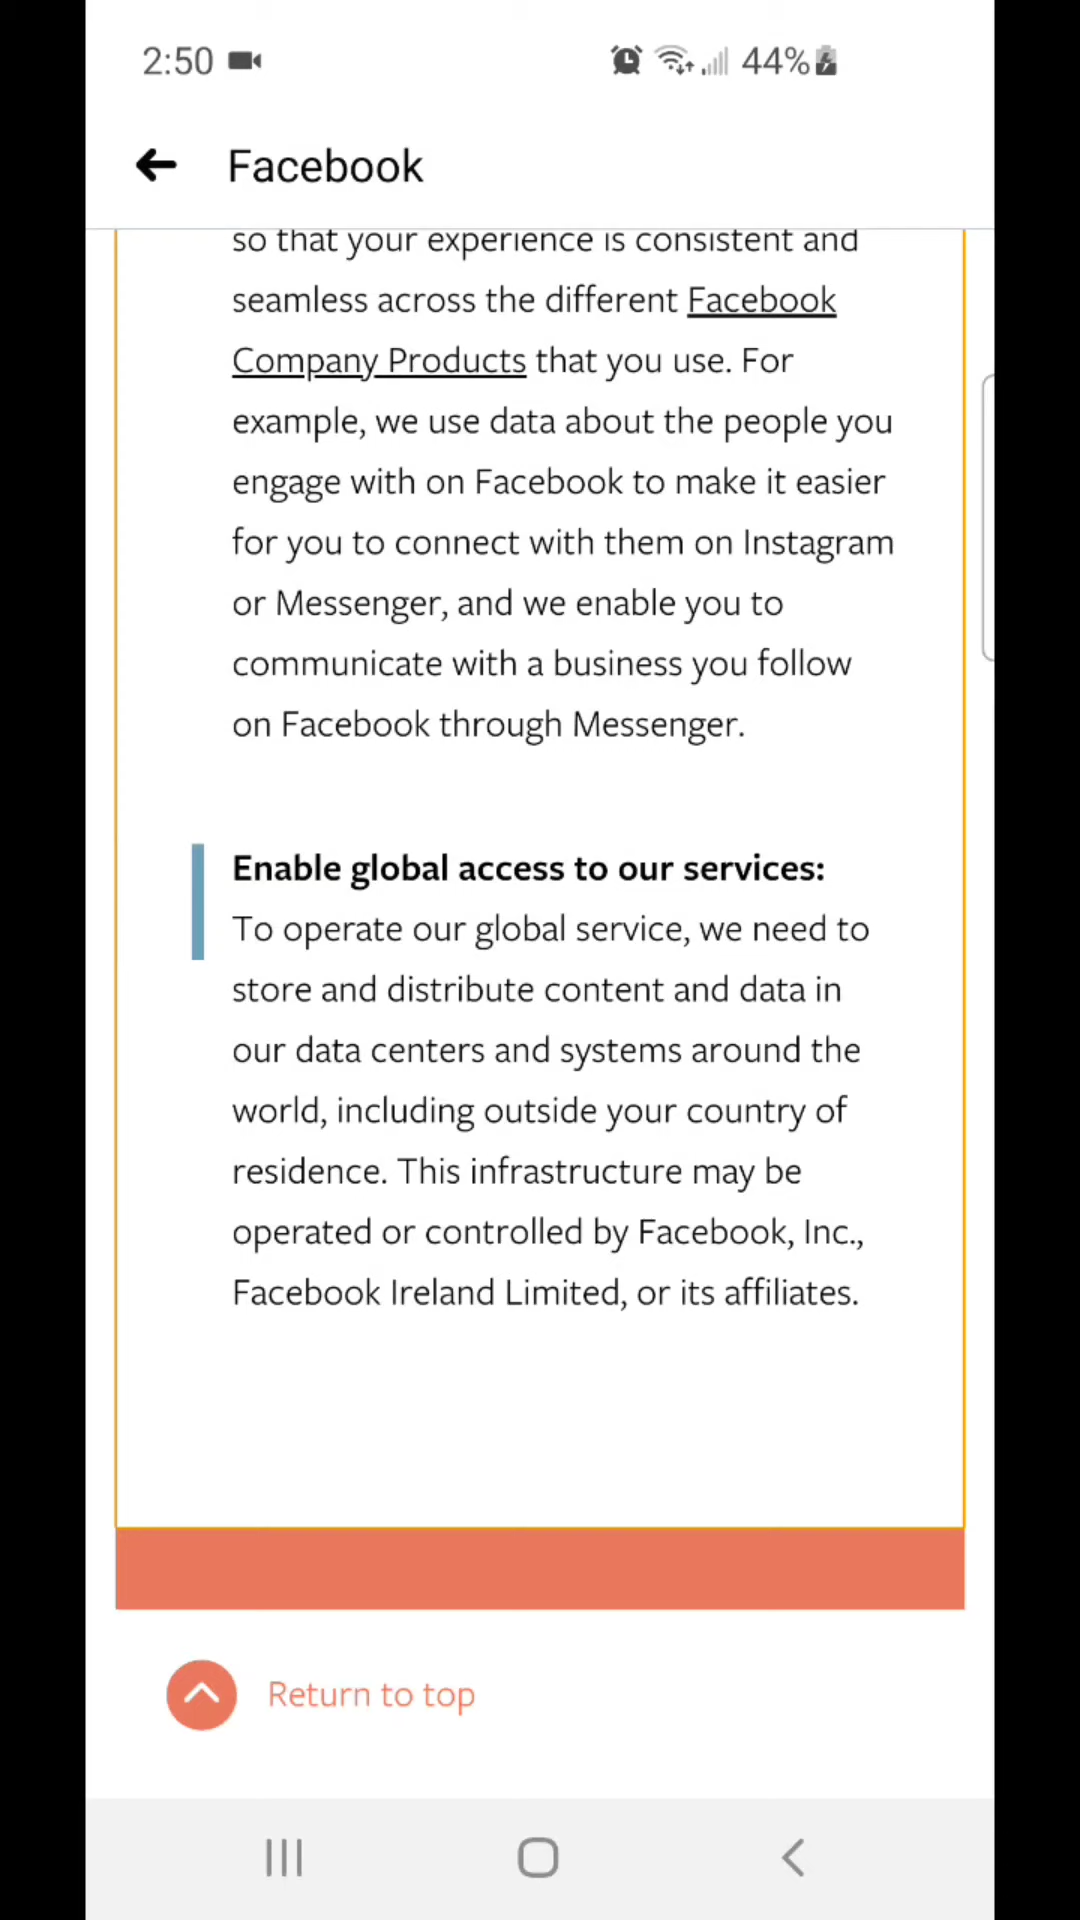 2:50
44%
Facebook
so that your experience is consistent and
seamless across the different Facebook
Company Products that you use. For
example, we use data about the people you
engage with on Facebook to make it easier
for you to connect with them on Instagram
or Messenger, and we enable you to
communicate with a business you follow
on Facebook through Messenger.
Enable global access to our services:
To operate our global service, we need to
store and distribute content and data in
our data centers and systems around the
world, including outside your country of
residence. This infrastructure may be
operated or controlled by Facebook, Inc.,
Facebook Ireland Limited, or its affiliates.
Return to top